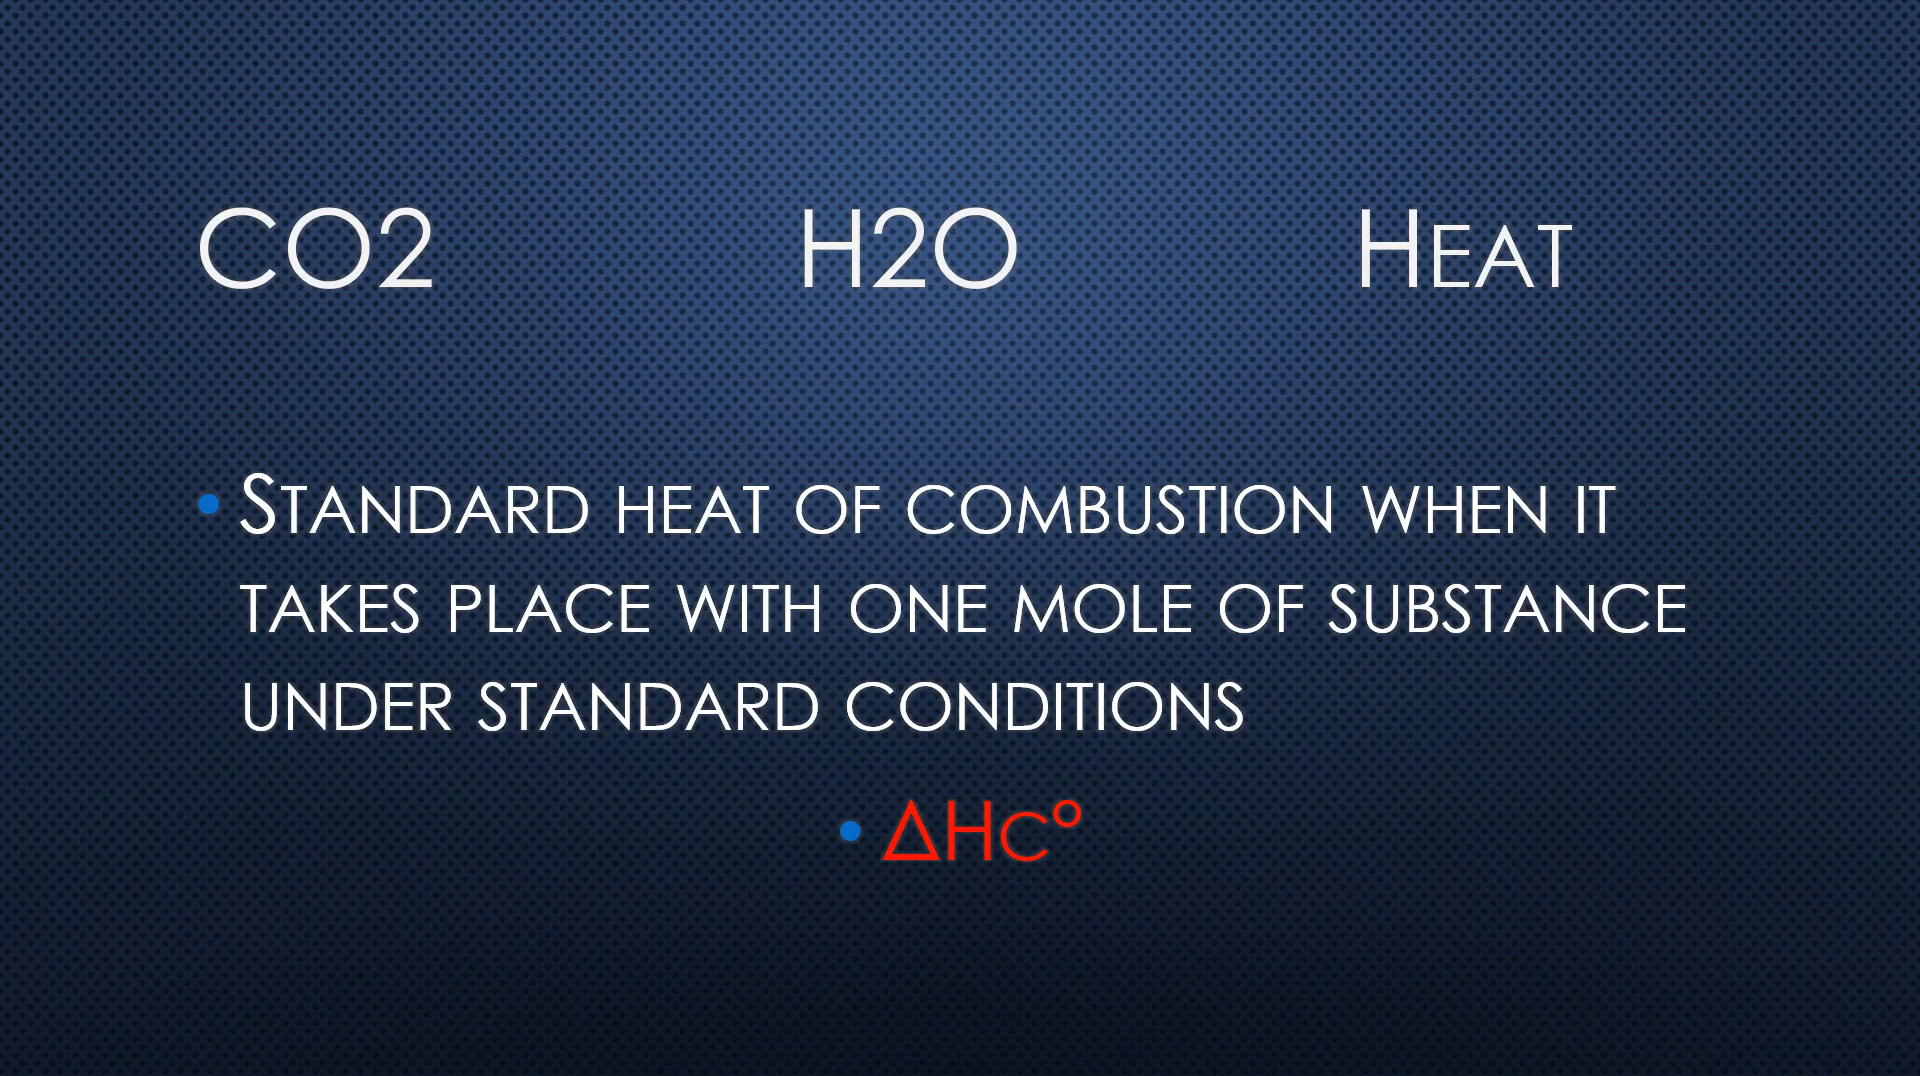 CO2 H2O Heat
• Standard heat of combustion when it
takes place with one mole of substance
under standard conditions
• ΔHc°